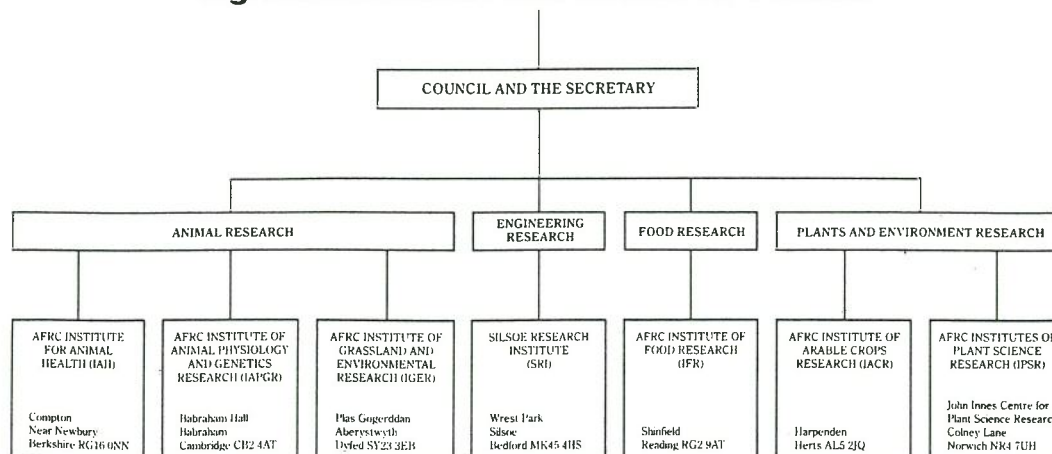 COUNCIL AND THE SECRETARY
ANIMAL RESEARCH
ENGINEERING
RESEARCH
FOOD RESEARCH
PLANTS AND ENVIRONMENT RESEARCH
AFRC INSTITUTE
FOR ANIMAL
HEALTH (IAH)
Compton
Near Newbury
Berkshire RG16 0NN
AFRC INSTITUTE OF
ANIMAL PHYSIOLOGY
AND GENETICS
RESEARCH (IAPGR)
Babraham Hall
Babraham
Cambridge CB2 4AT
AFRC INSTITUTE OF
GRASSLAND AND
ENVIRONMENTAL
RESEARCH (IGER)
Plas Gogerddan
Aberystwyth
Dyfed SY23 3EB
SILSOE RESEARCH
INSTITUTE
(SRI)
Wrest Park
Silsoe
Bedford MK45 4HS
AFRC INSTITUTE OF
FOOD RESEARCH
(IFR)
Shinfield
Reading RG2 9AT
AFRC INSTITUTE OF
ARABLE CROPS
RESEARCH (IACR)
Harpenden
Herts AL5 2JQ
AFRC INSTITUTES OF
PLANT SCIENCE
RESEARCH (IPSR)
John Innes Centre for
Plant Science Researc
Colney Lane
Norwich NR4 7UH